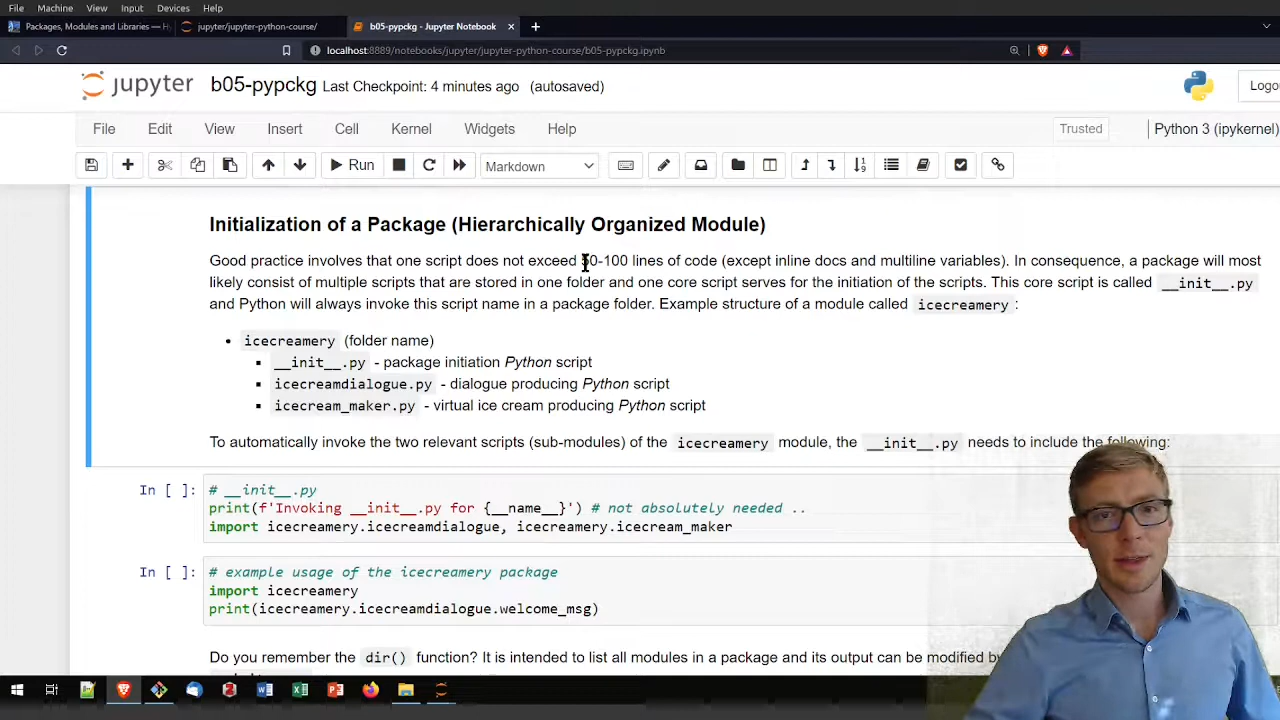 File Machine View Input Devices Help
Packages, Modules and Libraries — H
jupyter/jupyter-python-course/
b05-pypckg - Jupyter Notebook
localhost:8889/notebooks/jupyter/jupyter-python-course/b05-pypckg.ipynb
jupyter b05-pypckg Last Checkpoint: 4 minutes ago (autosaved)
Logo
File Edit View Insert Cell Kernel Widgets Help
Trusted
Python 3 (ipykernel)
Run
Markdown
Initialization of a Package (Hierarchically Organized Module)
Good practice involves that one script does not exceed 50-100 lines of code (except inline docs and multiline variables). In consequence, a package will most
likely consist of multiple scripts that are stored in one folder and one core script serves for the initiation of the scripts. This core script is called __init__.py
and Python will always invoke this script name in a package folder. Example structure of a module called icecreamery :
icecreamery (folder name)
__init__.py - package initiation Python script
icecreamdialogue.py - dialogue producing Python script
icecream_maker.py - virtual ice cream producing Python script
To automatically invoke the two relevant scripts (sub-modules) of the icecreamery module, the __init__.py needs to include the following:
In [ ]:
# __init__.py
print(f'Invoking __init__.py for {__name__}') # not absolutely needed ..
import icecreamery.icecreamdialogue, icecreamery.icecream_maker
In [ ]:
# example usage of the icecreamery package
import icecreamery
print(icecreamery.icecreamdialogue.welcome_msg)
Do you remember the dir() function? It is intended to list all modules in a package and its output can be modified by